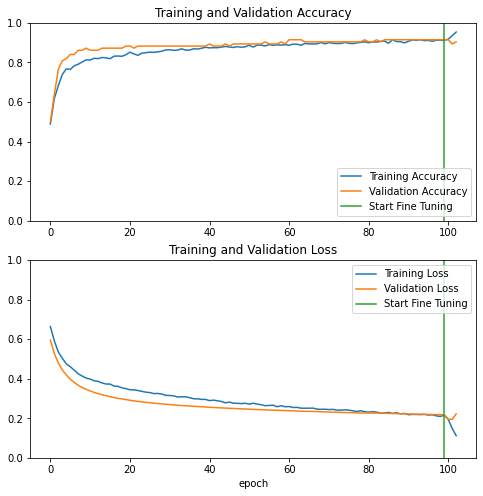 Training and Validation Accuracy
1.0
0.8
0.6
0.4
0.2
0.0
Training Accuracy
Validation Accuracy
Start Fine Tuning
0 20 40 60 80 100
Training and Validation Loss
1.0
0.8
0.6
0.4
0.2
0.0
Training Loss
Validation Loss
Start Fine Tuning
0 20 40 60 80 100
epoch